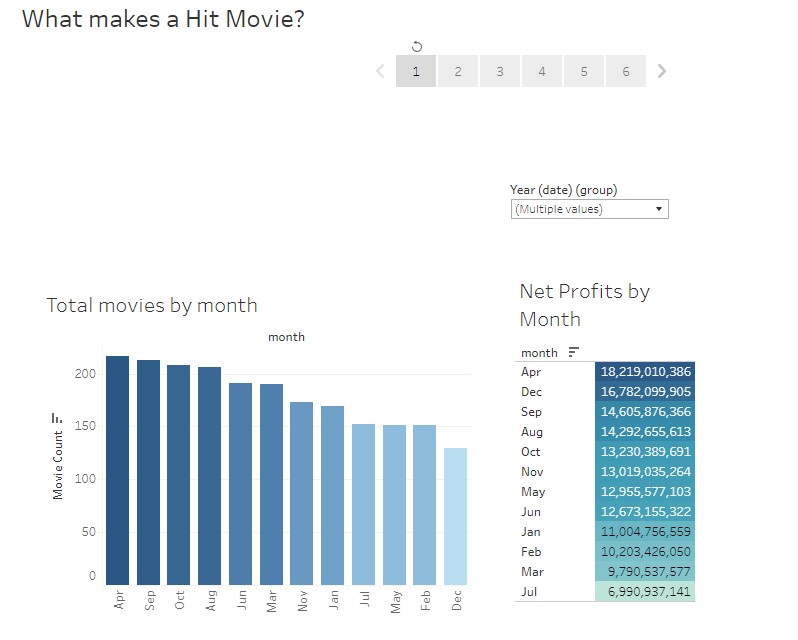 What makes a Hit Movie?
1 2 3 4 5 6
Year (date) (group)
(Multiple values)
Total movies by month
month
Movie Count
200
150
100
50
0
Apr
Sep
Oct
Aug
Jun
Mar
Nov
Jan
Jul
May
Feb
Dec
Net Profits by
Month
month
Apr 18,219,010,386
Dec 16,782,099,905
Sep 14,605,876,366
Aug 14,292,655,613
Oct 13,230,389,691
Nov 13,019,035,264
May 12,955,577,103
Jun 12,673,155,322
Jan 11,004,756,559
Feb 10,203,426,050
Mar 9,790,537,577
Jul 6,990,937,141